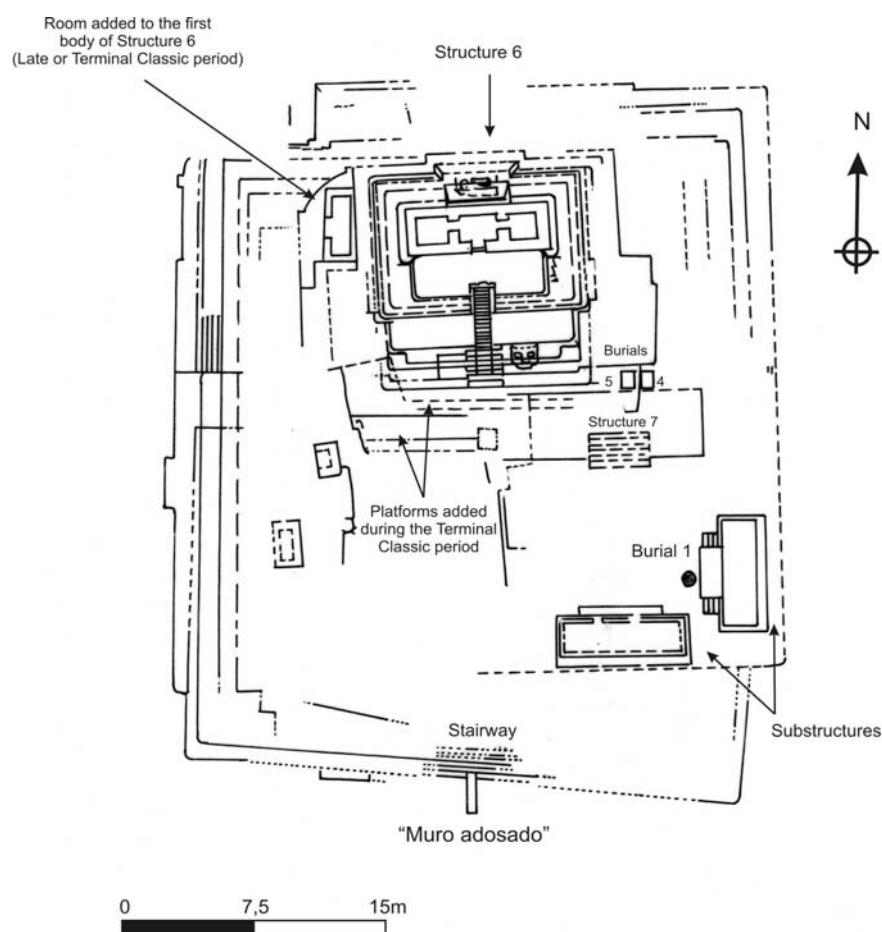 Room added to the first
body of Structure 6
(Late or Terminal Classic period)
Structure 6
N
Burials
5 4
Structure 7
Platforms added
during the Terminal
Classic period
Burial 1
Stairway
Substructures
“Muro adosado”
0 7,5 15m